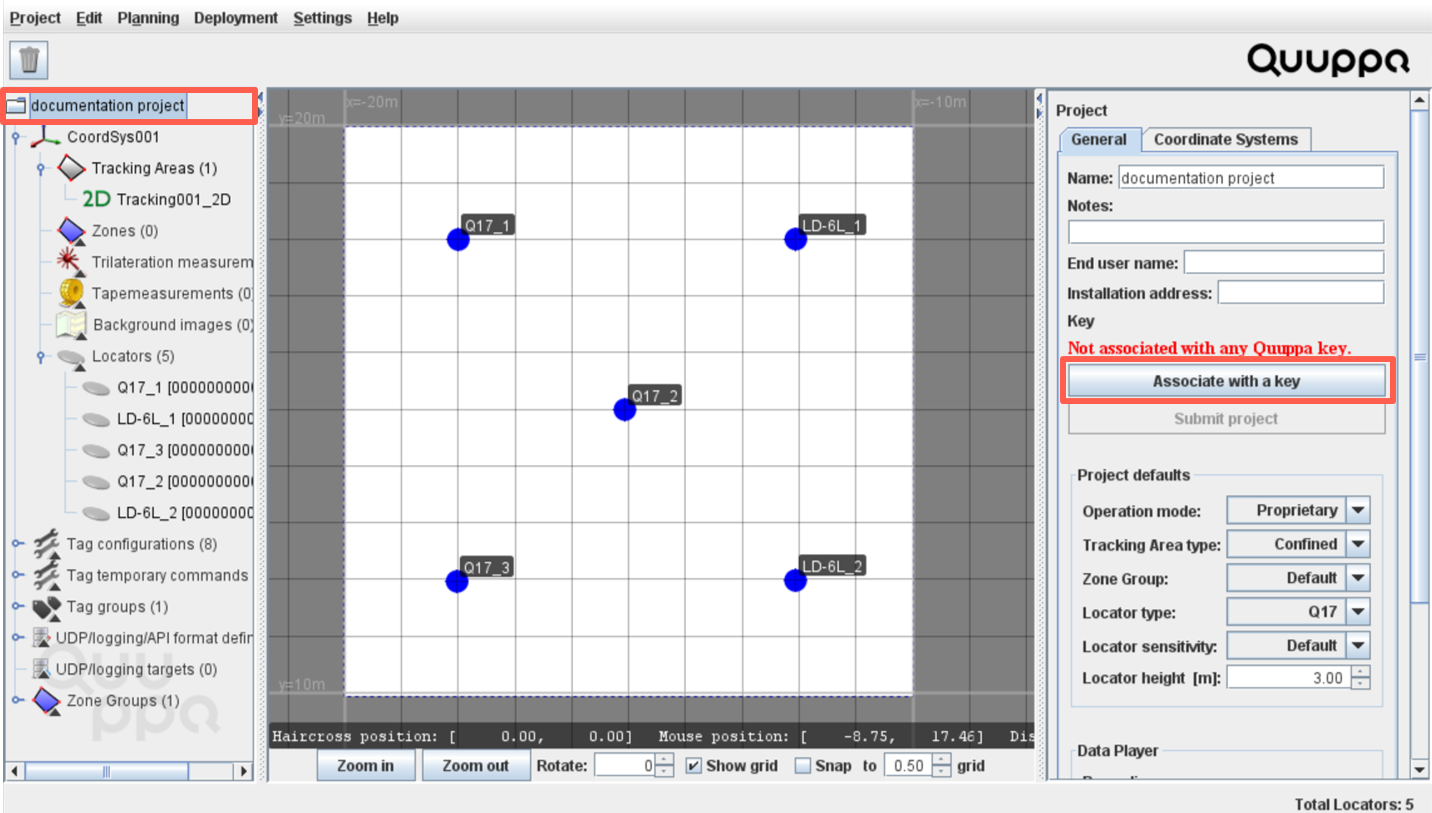 Project Edit Planning Deployment Settings Help
Quuppa
documentation project
CoordSys001
Tracking Areas (1)
2D Tracking001_2D
Zones (0)
Trilateration measurem
Tapemeasurements (0)
Background images (0)
Locators (5)
Q17_1 [0000000000
LD-6L_1 [00000000
Q17_3 [0000000000
Q17_2 [0000000000
LD-6L_2 [00000000
Tag configurations (8)
Tag temporary commands
Tag groups (1)
UDP/logging/API format defin
UDP/logging targets (0)
Zone Groups (1)
Quuppa
x=-20m
x=-10m
y=20m
Q17_1
LD-6L_1
Q17_2
Q17_3
LD-6L_2
y=10m
Haircross position: [ 0.00, 0.00] Mouse position: [ -8.75, 17.46] Dis
Zoom in Zoom out Rotate: 0 Show grid Snap to 0.50 grid
Project
General Coordinate Systems
Name: documentation project
Notes:
End user name:
Installation address:
Key
Not associated with any Quuppa key.
Associate with a key
Submit project
Project defaults
Operation mode: Proprietary
Tracking Area type: Confined
Zone Group: Default
Locator type: Q17
Locator sensitivity: Default
Locator height [m]: 3.00
Data Player
Total Locators: 5